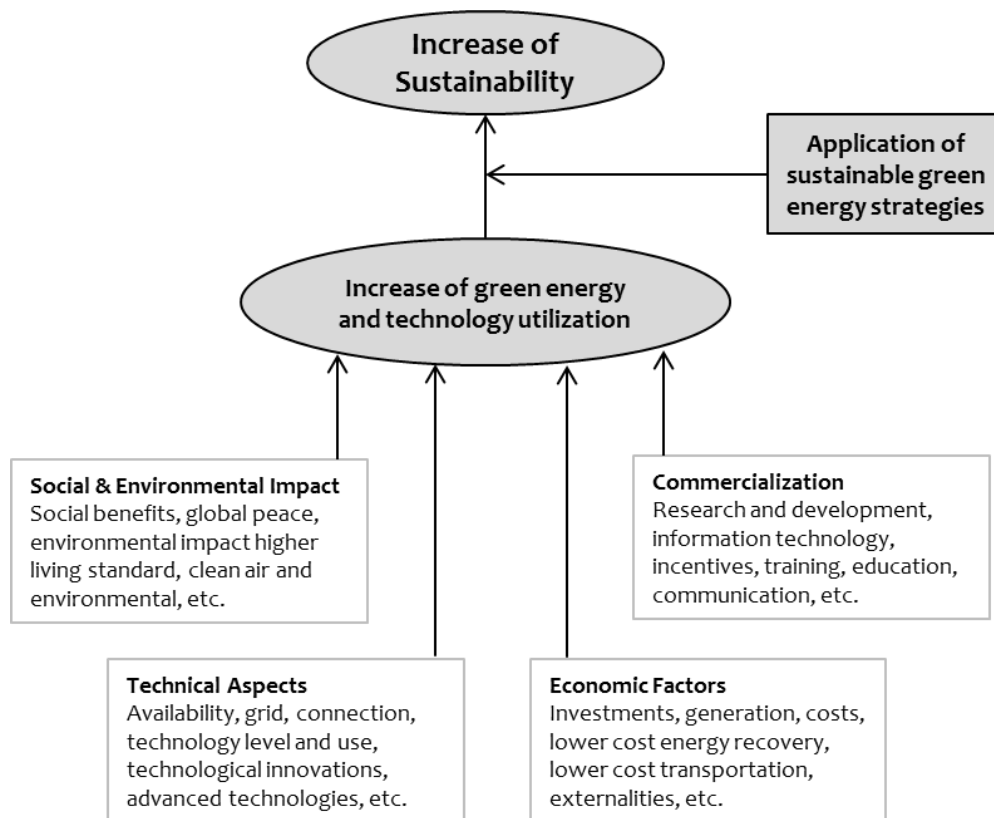 Increase of
Sustainability
Application of
sustainable green
energy strategies
Increase of green energy
and technology utilization
Social & Environmental Impact
Social benefits, global peace,
environmental impact higher
living standard, clean air and
environmental, etc.
Commercialization
Research and development,
information technology,
incentives, training, education,
communication, etc.
Technical Aspects
Availability, grid, connection,
technology level and use,
technological innovations,
advanced technologies, etc.
Economic Factors
Investments, generation, costs,
lower cost energy recovery,
lower cost transportation,
externalities, etc.